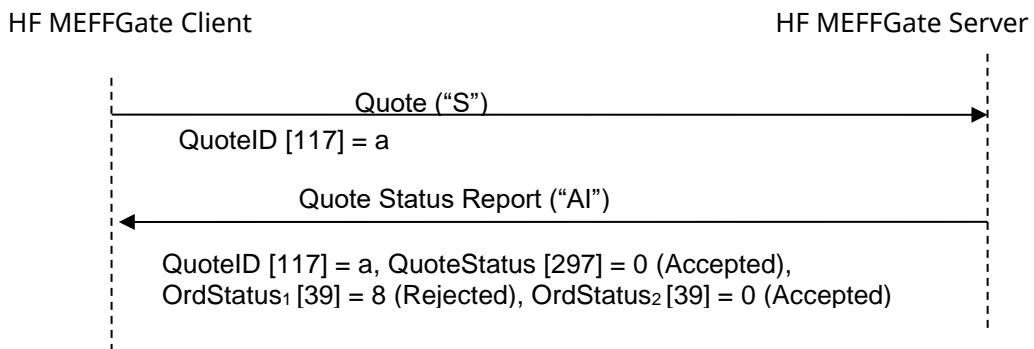 HF MEFFGate Client
HF MEFFGate Server
Quote (“S”)
QuoteID [117] = a
Quote Status Report (“AI”)
QuoteID [117] = a, QuoteStatus [297] = 0 (Accepted),
OrdStatus₁ [39] = 8 (Rejected), OrdStatus₂ [39] = 0 (Accepted)